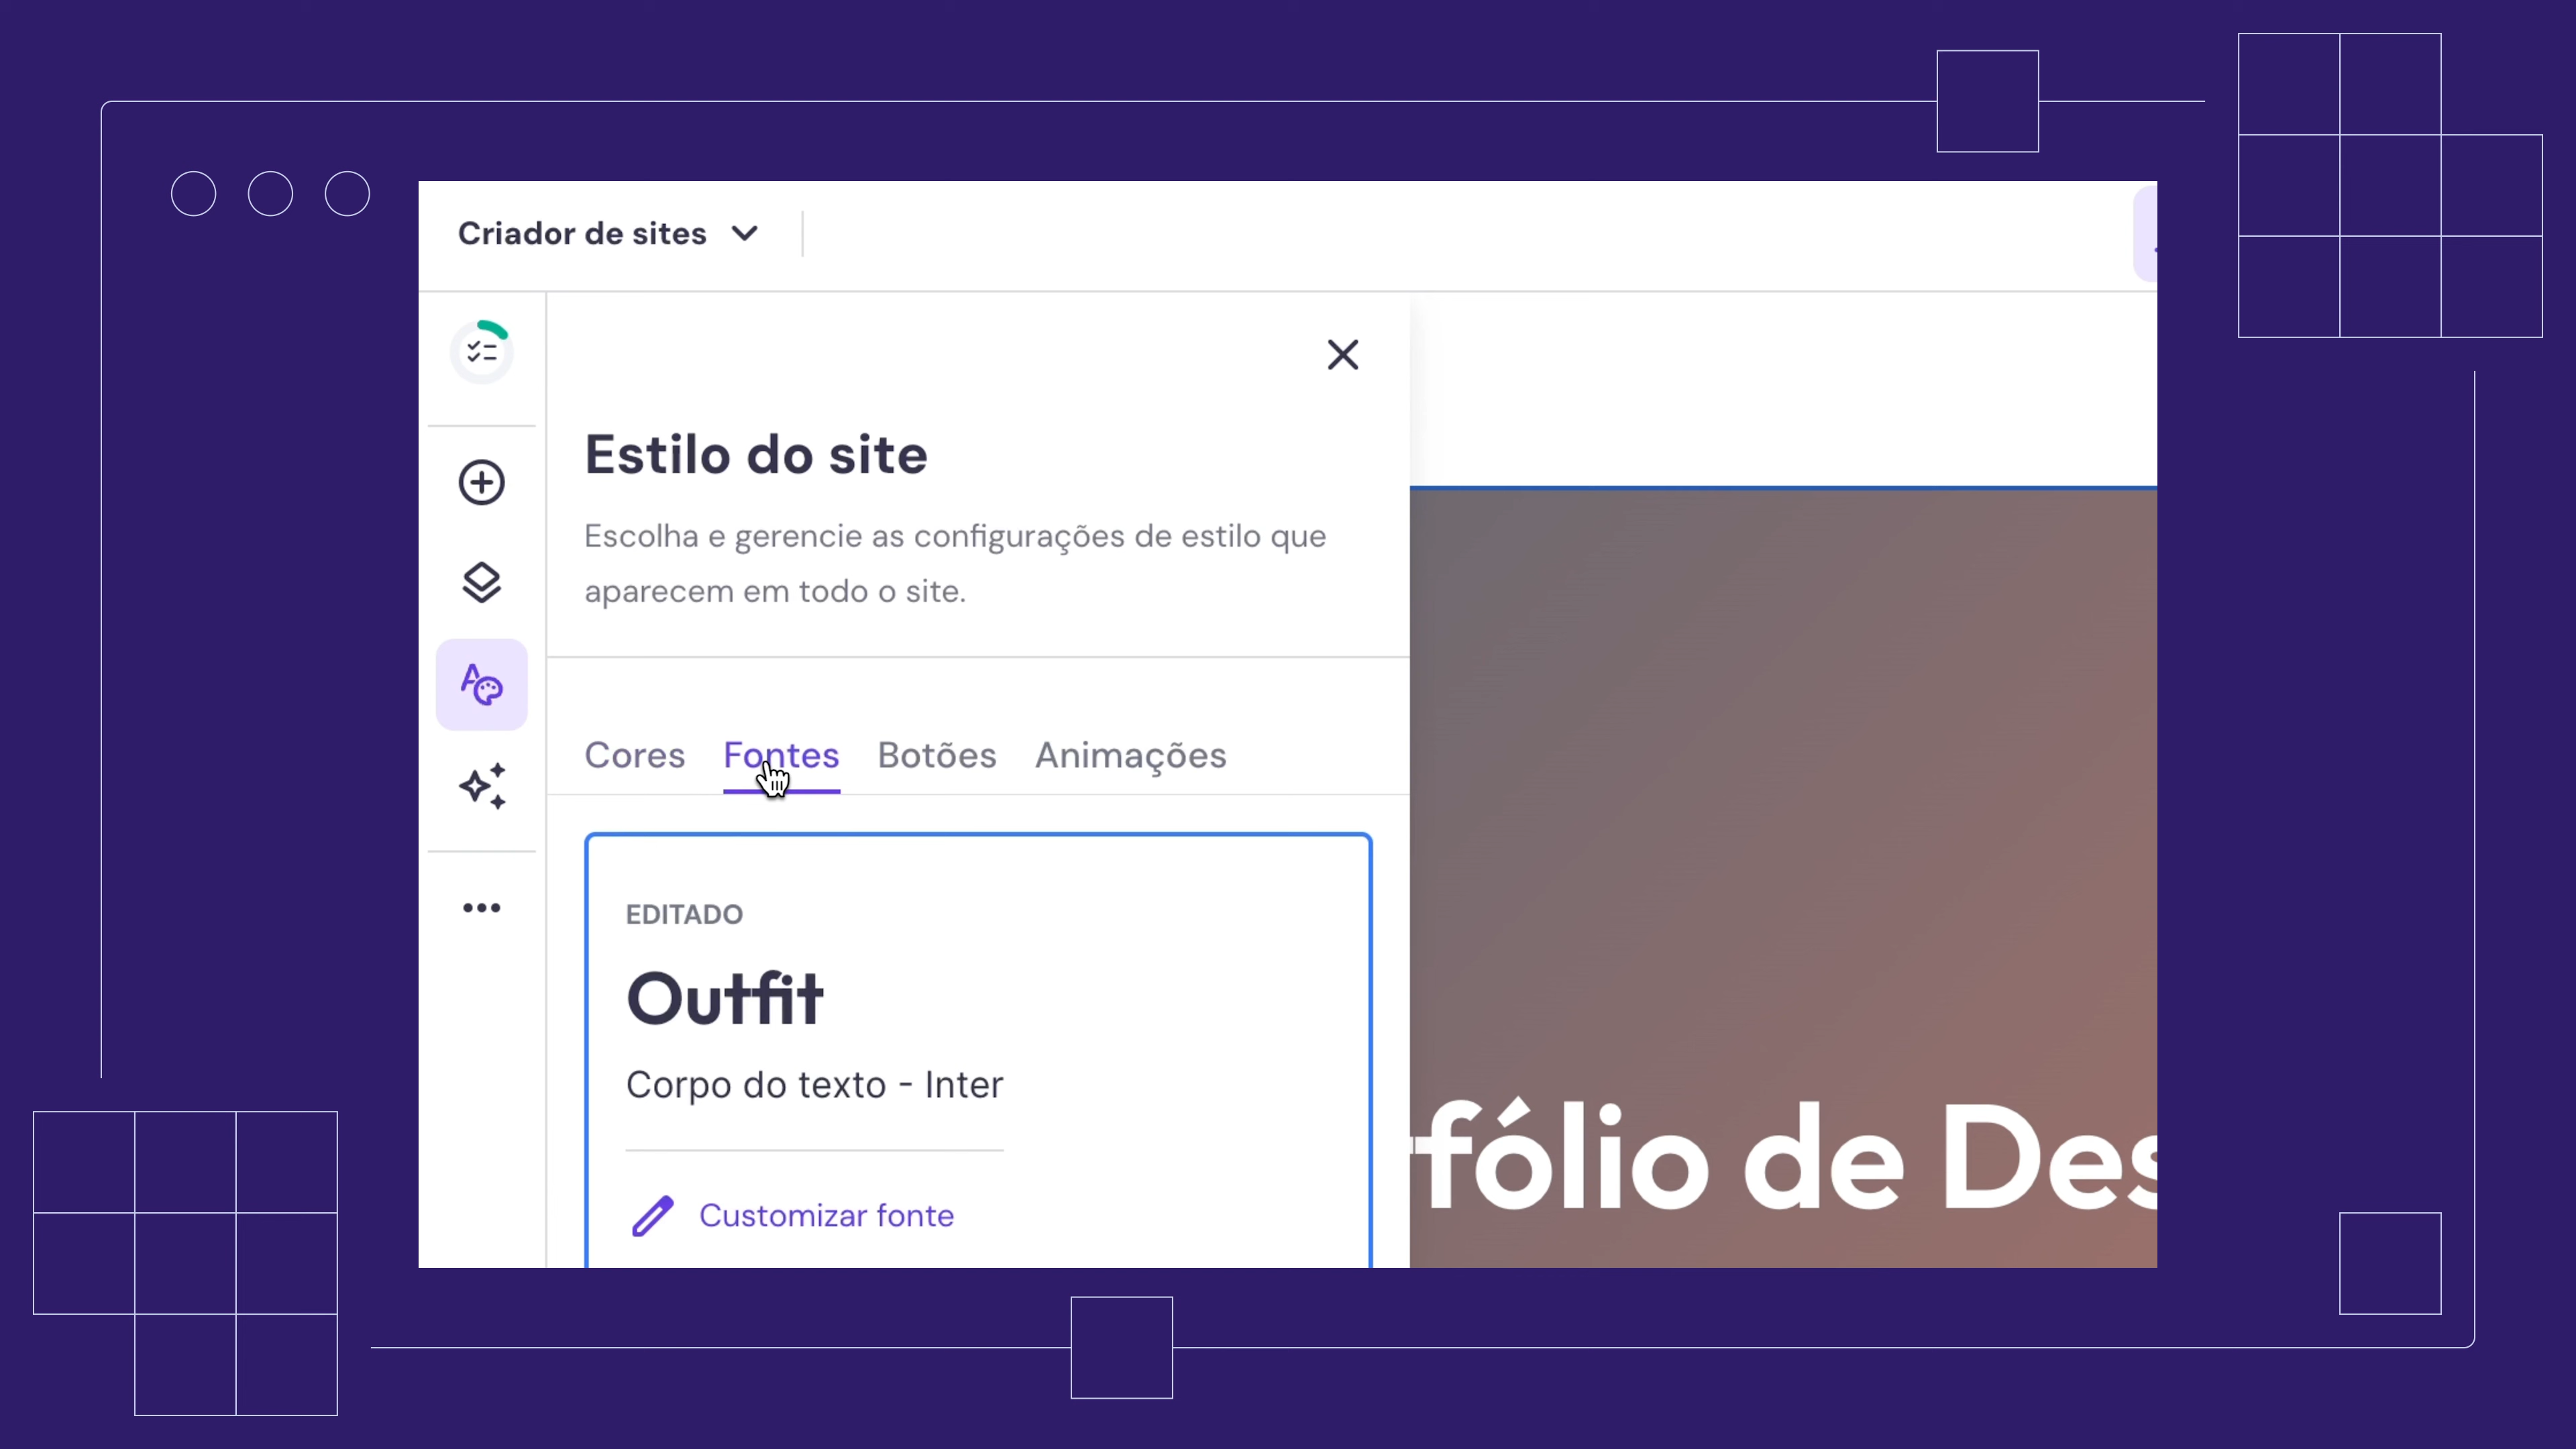 Criador de sites
Estilo do site
Escolha e gerencie as configurações de estilo que
aparecem em todo o site.
Cores Fontes Botões Animações
EDITADO
Outfit
Corpo do texto - Inter
Customizar fonte
fólio de Des